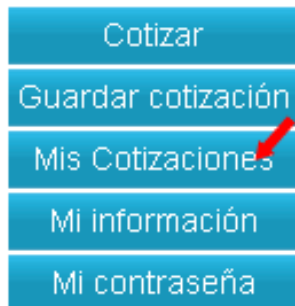 Cotizar
Guardar cotización
Mis Cotizaciones
Mi información
Mi contraseña